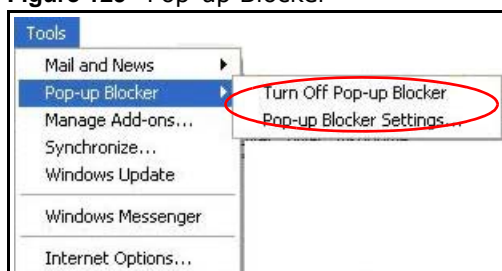 Tools
Mail and News
Pop-up Blocker
Turn Off Pop-up Blocker
Manage Add-ons...
Pop-up Blocker Settings...
Synchronize...
Windows Update
Windows Messenger
Internet Options...